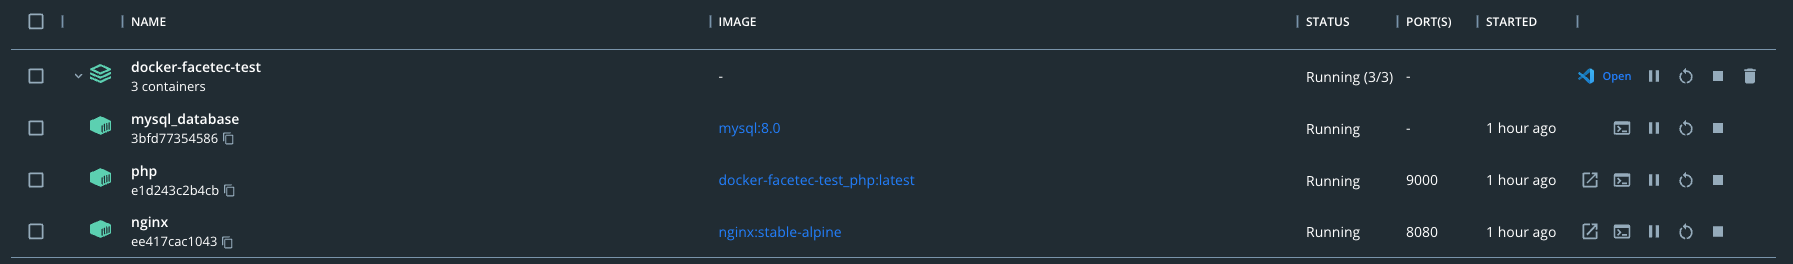 NAME IMAGE STATUS PORT(S) STARTED
docker-facetec-test
3 containers
- Running (3/3) - Open
mysql_database
3bfd77354586
mysql:8.0 Running - 1 hour ago
php
e1d243c2b4cb
docker-facetec-test_php:latest Running 9000 1 hour ago
nginx
ee417cac1043
nginx:stable-alpine Running 8080 1 hour ago